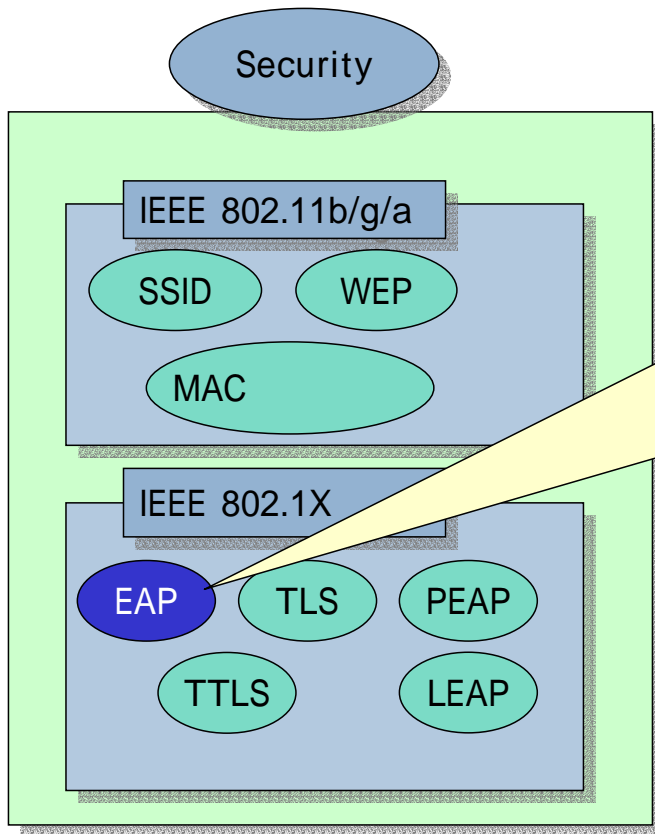 Security
IEEE 802.11b/g/a
SSID WEP
MAC
IEEE 802.1X
EAP TLS PEAP
TTLS LEAP